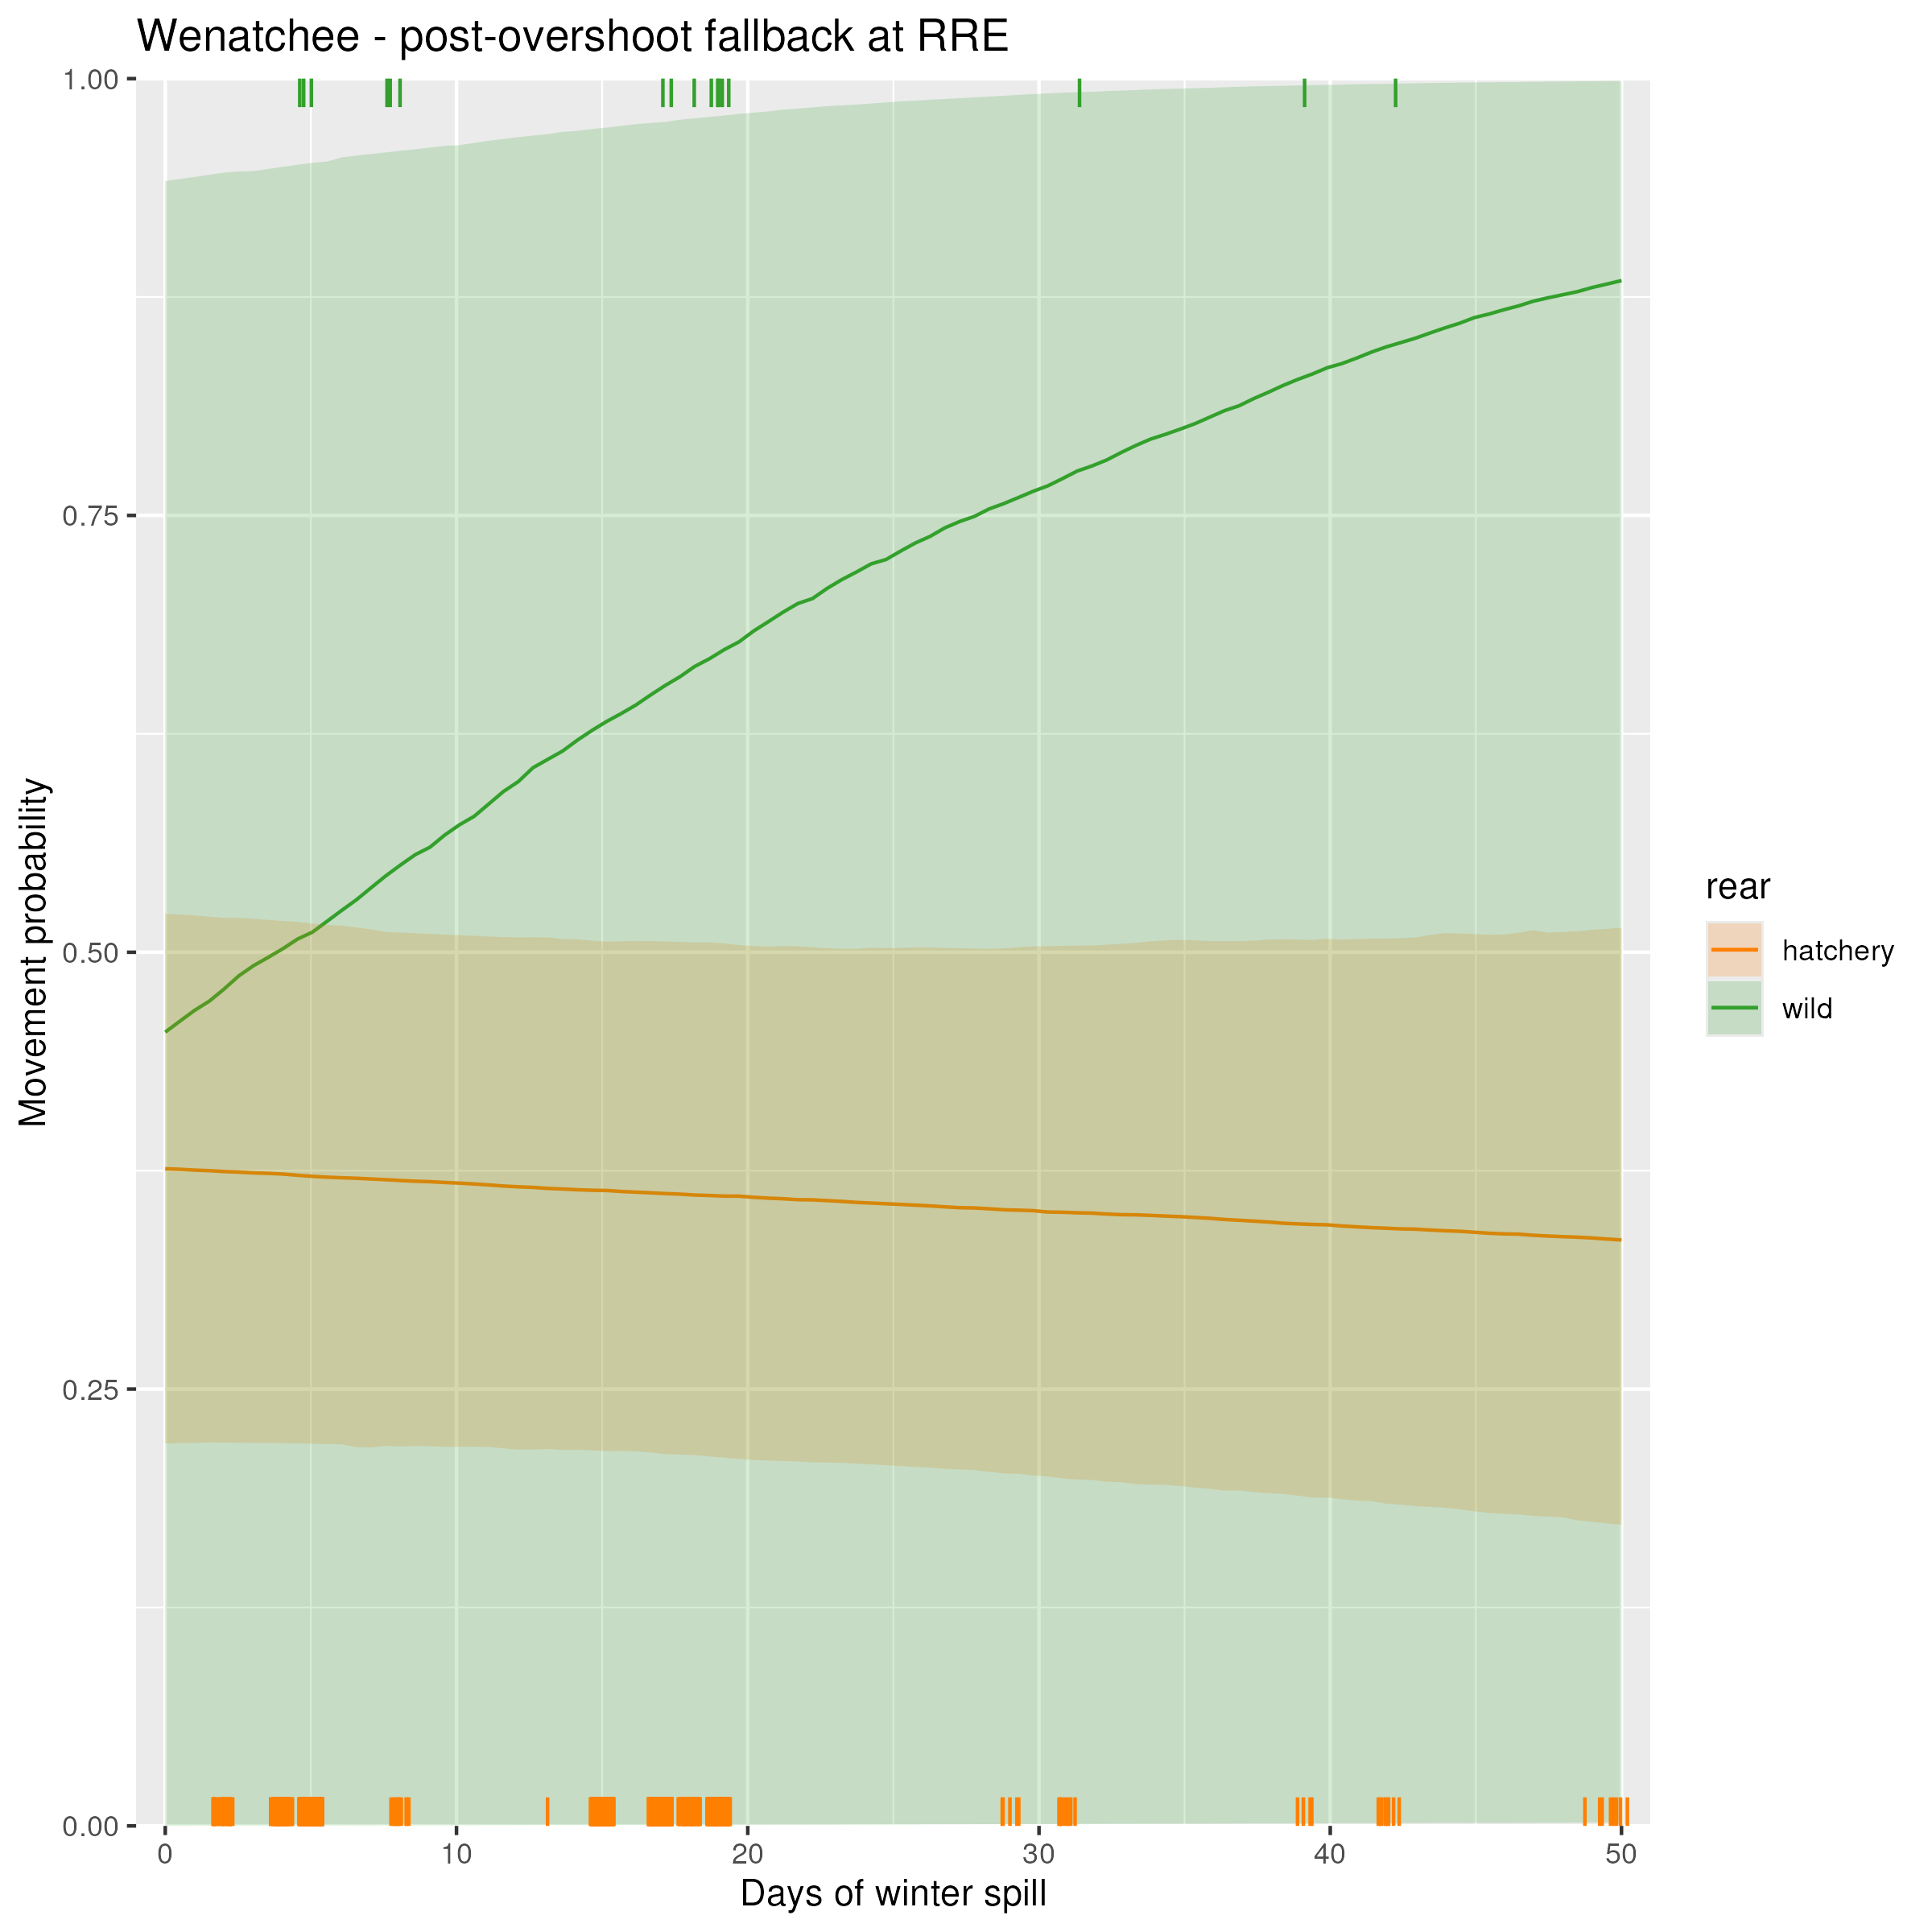 Wenatchee - post-overshoot fallback at RRE
1.00
0.75
0.50
0.25
0.00
Movement probability
0 10 20 30 40 50
Days of winter spill
rear
hatchery
wild